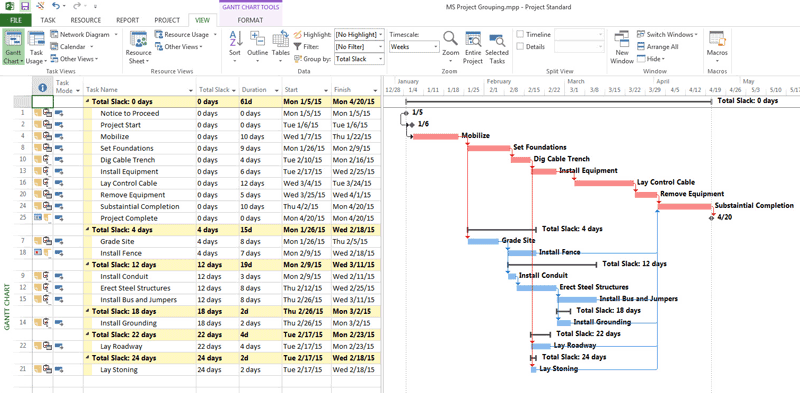 GANTT CHART TOOLS
MS Project Grouping.mpp - Project Standard
FILE TASK RESOURCE REPORT PROJECT VIEW FORMAT
Gantt Chart Task Usage Network Diagram Calendar Other Views
Resource Sheet Resource Usage Other Views
Sort Outline Tables
Highlight: [No Highlight]
Filter: [No Filter]
Group by: Total Slack
Timescale: Weeks
Zoom Entire Project Selected Tasks
Timeline
Details
New Window Switch Windows Arrange All Hide
Macros
Task Views Resource Views Data Zoom Split View Window Macros
Task Mode Task Name Total Slack Duration Start Finish
Total Slack: 0 days 0 days 61d Mon 1/5/15 Mon 4/20/15
1 Notice to Proceed 0 days 0 days Mon 1/5/15 Mon 1/5/15
2 Project Start 0 days 0 days Tue 1/6/15 Tue 1/6/15
4 Mobilize 0 days 10 days Wed 1/7/15 Thu 1/22/15
8 Set Foundations 0 days 9 days Mon 1/26/15 Mon 2/9/15
10 Dig Cable Trench 0 days 4 days Tue 2/10/15 Mon 2/16/15
13 Install Equipment 0 days 6 days Tue 2/17/15 Wed 2/25/15
16 Lay Control Cable 0 days 12 days Wed 3/4/15 Tue 3/24/15
20 Remove Equipment 0 days 5 days Wed 3/25/15 Wed 4/1/15
24 Substaintial Completion 0 days 10 days Thu 4/2/15 Mon 4/20/15
25 Project Complete 0 days 0 days Mon 4/20/15 Mon 4/20/15
Total Slack: 4 days 4 days 15d Mon 1/26/15 Wed 2/18/15
7 Grade Site 4 days 8 days Mon 1/26/15 Thu 2/5/15
18 Install Fence 4 days 7 days Mon 2/9/15 Wed 2/18/15
Total Slack: 12 days 12 days 19d Mon 2/9/15 Wed 3/11/15
9 Install Conduit 12 days 3 days Mon 2/9/15 Wed 2/11/15
12 Erect Steel Structures 12 days 8 days Thu 2/12/15 Wed 2/25/15
15 Install Bus and Jumpers 12 days 8 days Thu 2/26/15 Wed 3/11/15
Total Slack: 18 days 18 days 2d Thu 2/26/15 Mon 3/2/15
14 Install Grounding 18 days 2 days Thu 2/26/15 Mon 3/2/15
Total Slack: 22 days 22 days 4d Tue 2/17/15 Mon 2/23/15
22 Lay Roadway 22 days 4 days Tue 2/17/15 Mon 2/23/15
Total Slack: 24 days 24 days 2d Tue 2/17/15 Wed 2/18/15
21 Lay Stoning 24 days 2 days Tue 2/17/15 Wed 2/18/15
GANTT CHART
January February March April May
12/28 1/4 1/11 1/18 1/25 2/1 2/8 2/15 2/22 3/1 3/8 3/15 3/22 3/29 4/5 4/12 4/19 4/26 5/3 5/10 5/17
Total Slack: 0 days
1/5
1/6
Mobilize
Set Foundations
Dig Cable Trench
Install Equipment
Lay Control Cable
Remove Equipment
Substaintial Completion
4/20
Total Slack: 4 days
Grade Site
Install Fence
Total Slack: 12 days
Install Conduit
Erect Steel Structures
Install Bus and Jumpers
Total Slack: 18 days
Install Grounding
Total Slack: 22 days
Lay Roadway
Total Slack: 24 days
Lay Stoning